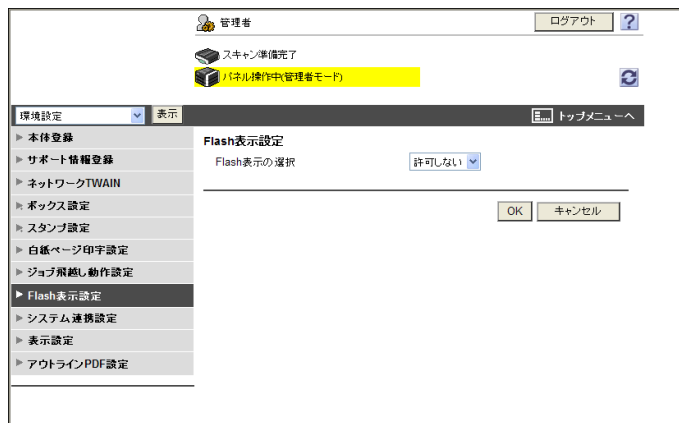 管理者
ログアウト
?
スキャン準備完了
パネル操作中(管理者モード)
環境設定
表示
トップメニューへ
本体登録
サポート情報登録
ネットワークTWAIN
ボックス設定
スタンプ設定
白紙ページ印字設定
ジョブ飛越し動作設定
Flash表示設定
システム連携設定
表示設定
アウトラインPDF設定
Flash表示設定
Flash表示の選択
許可しない
OK
キャンセル